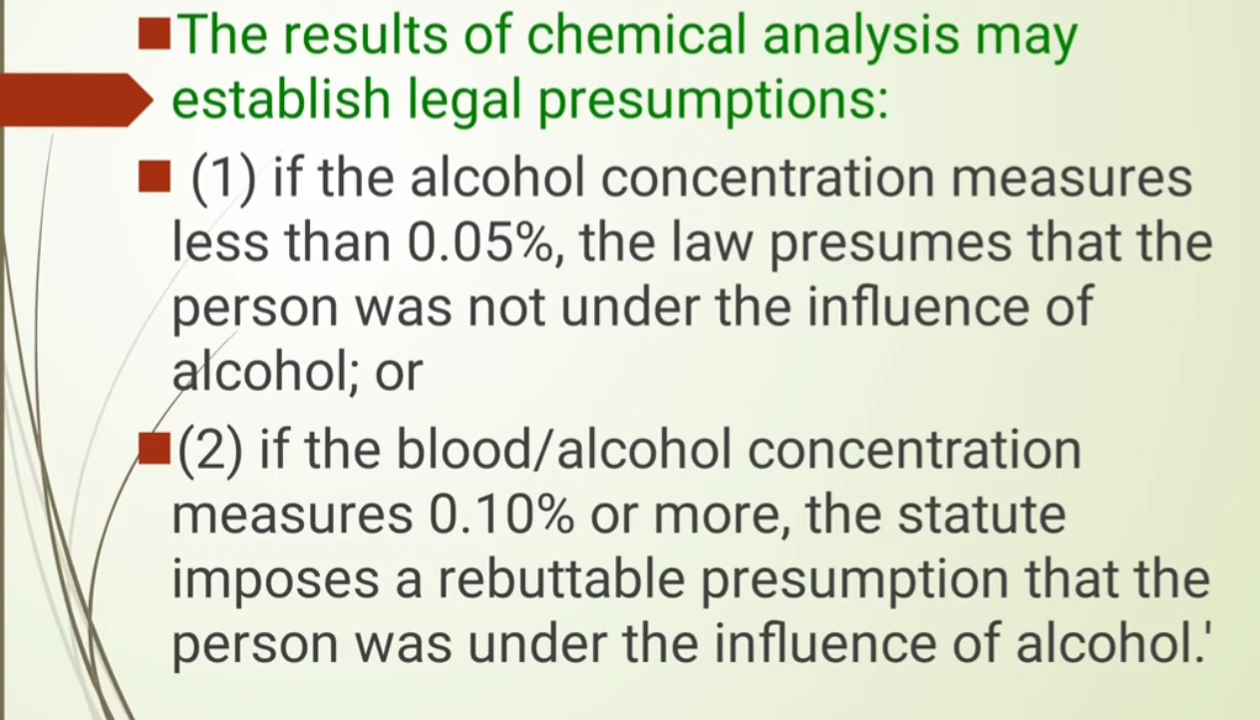 The results of chemical analysis may
establish legal presumptions:
(1) if the alcohol concentration measures
less than 0.05%, the law presumes that the
person was not under the influence of
alcohol; or
(2) if the blood/alcohol concentration
measures 0.10% or more, the statute
imposes a rebuttable presumption that the
person was under the influence of alcohol.'